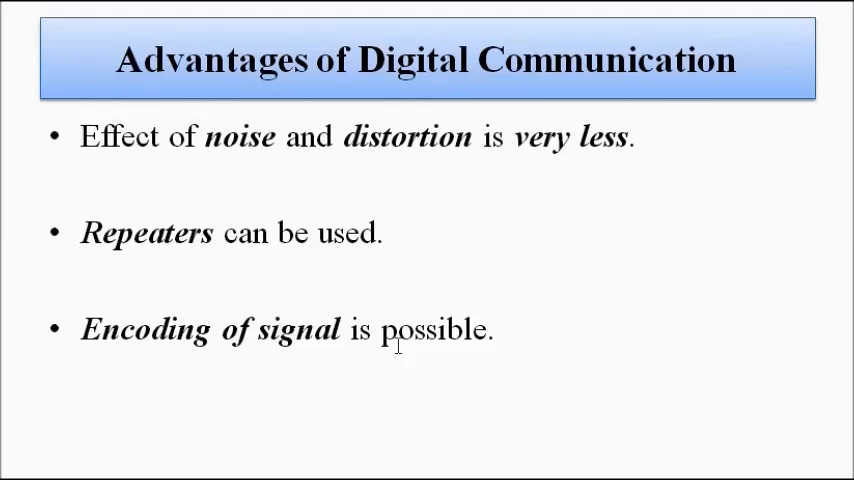 Advantages of Digital Communication
• Effect of noise and distortion is very less.
• Repeaters can be used.
• Encoding of signal is possible.